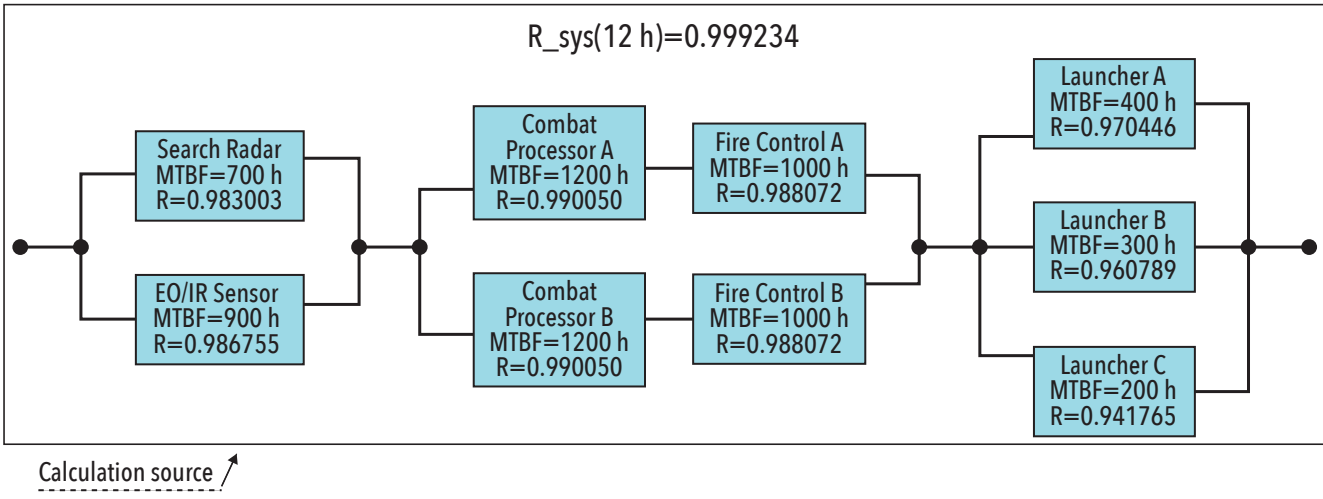 R_sys(12 h)=0.999234
Search Radar
MTBF=700 h
R=0.983003
EO/IR Sensor
MTBF=900 h
R=0.986755
Combat
Processor A
MTBF=1200 h
R=0.990050
Combat
Processor B
MTBF=1200 h
R=0.990050
Fire Control A
MTBF=1000 h
R=0.988072
Fire Control B
MTBF=1000 h
R=0.988072
Launcher A
MTBF=400 h
R=0.970446
Launcher B
MTBF=300 h
R=0.960789
Launcher C
MTBF=200 h
R=0.941765
Calculation source